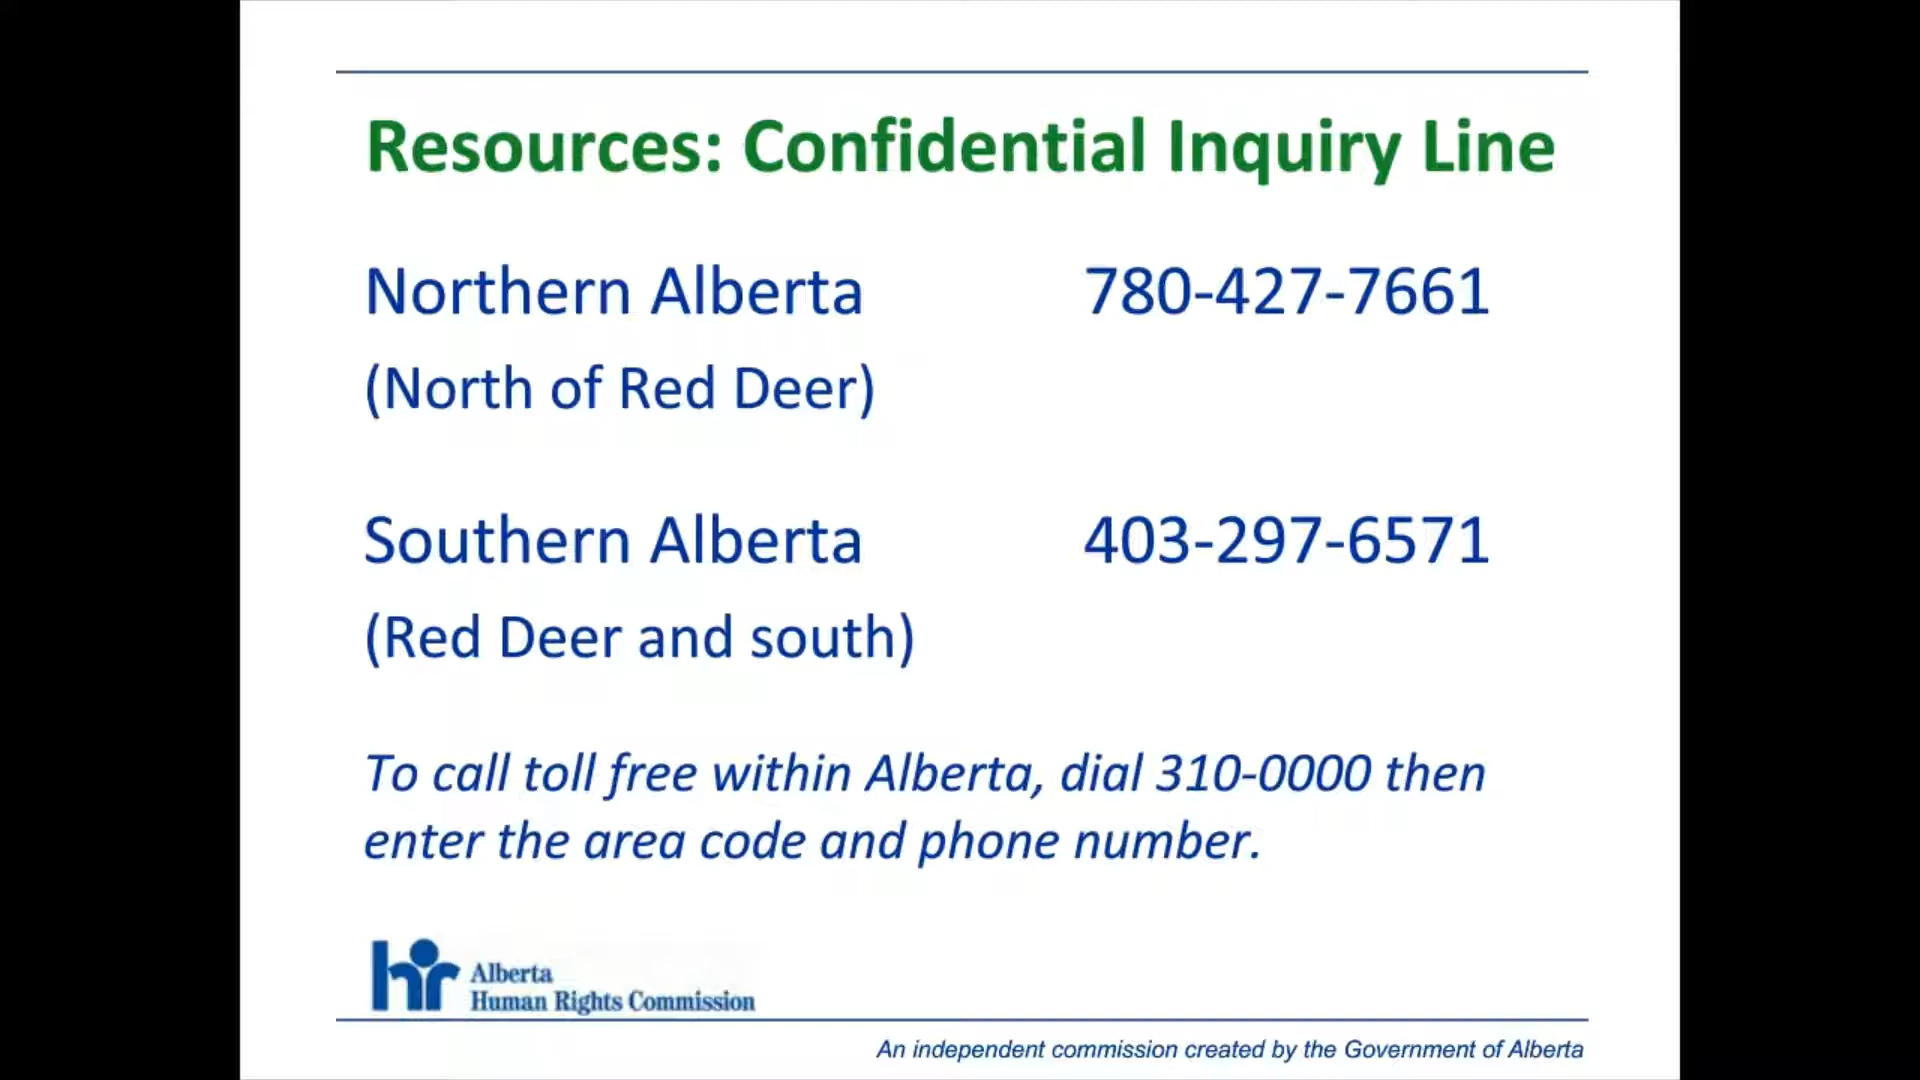 Resources: Confidential Inquiry Line
Northern Alberta 780-427-7661
(North of Red Deer)
Southern Alberta 403-297-6571
(Red Deer and south)
To call toll free within Alberta, dial 310-0000 then
enter the area code and phone number.
hr
Alberta
Human Rights Commission
An independent commission created by the Government of Alberta